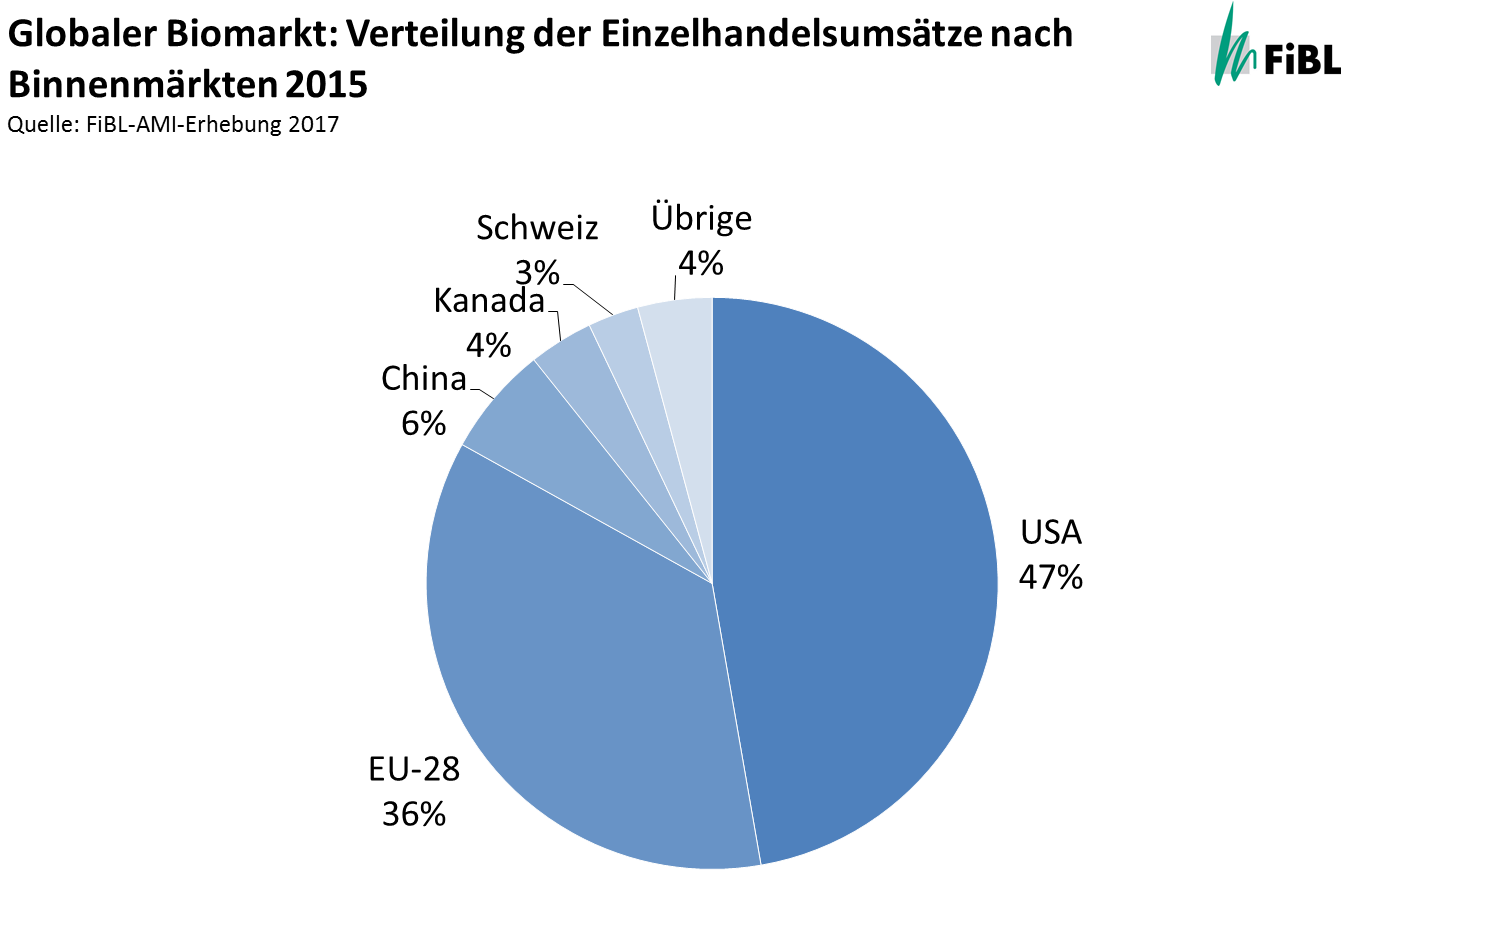 Globaler Biomarkt: Verteilung der Einzelhandelsumsätze nach
Binnenmärkten 2015
Quelle: FiBL-AMI-Erhebung 2017
FiBL
Übrige
4%
Schweiz
3%
Kanada
4%
China
6%
USA
47%
EU-28
36%